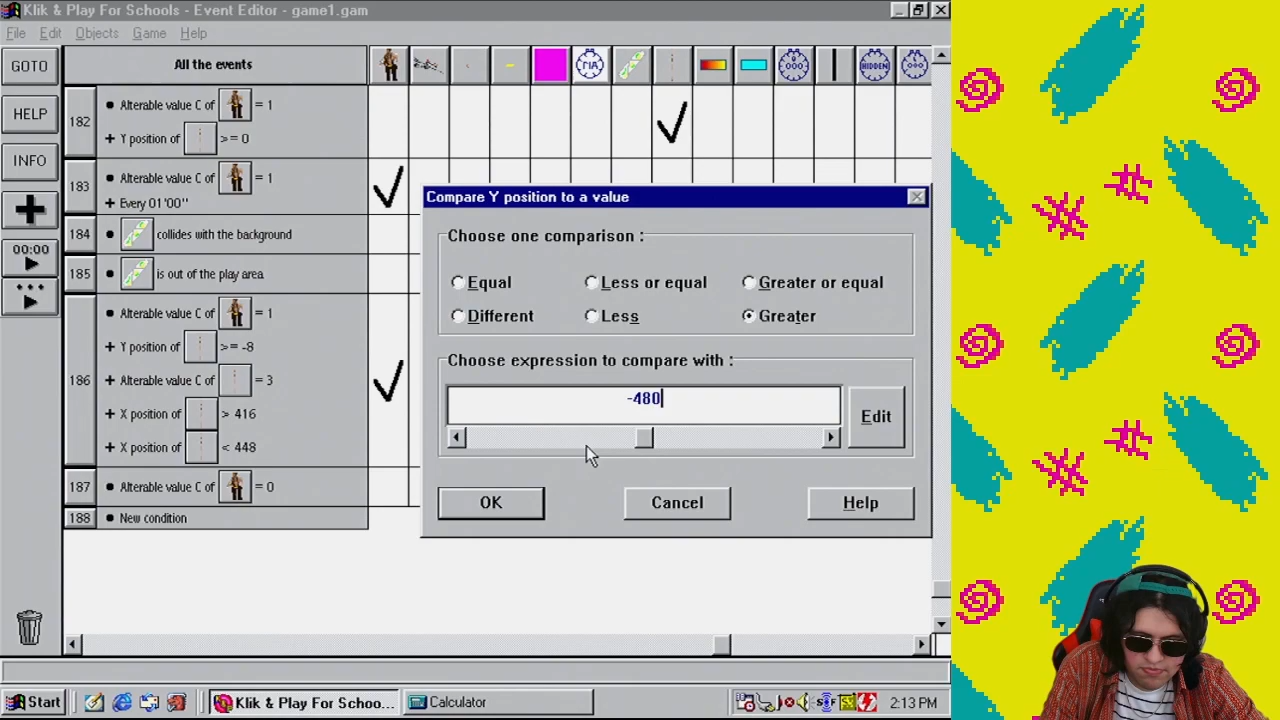 Klik & Play For Schools - Event Editor - game1.gam
File Edit Objects Game Help
GOTO
HELP
INFO
00:00
All the events
MA
000
HIDDEN
182
Alterable value C of = 1
+ Y position of >= 0
183
Alterable value C of = 1
+ Every 01'00"
184
collides with the background
185
is out of the play area
186
Alterable value C of = 1
+ Y position of >= -8
+ Alterable value C of = 3
+ X position of > 416
+ X position of < 448
187
Alterable value C of = 0
188
New condition
Compare Y position to a value
Choose one comparison :
Equal Less or equal Greater or equal
Different Less Greater
Choose expression to compare with :
-480
Edit
OK Cancel Help
Start Klik & Play For Schoo... Calculator 2:13 PM